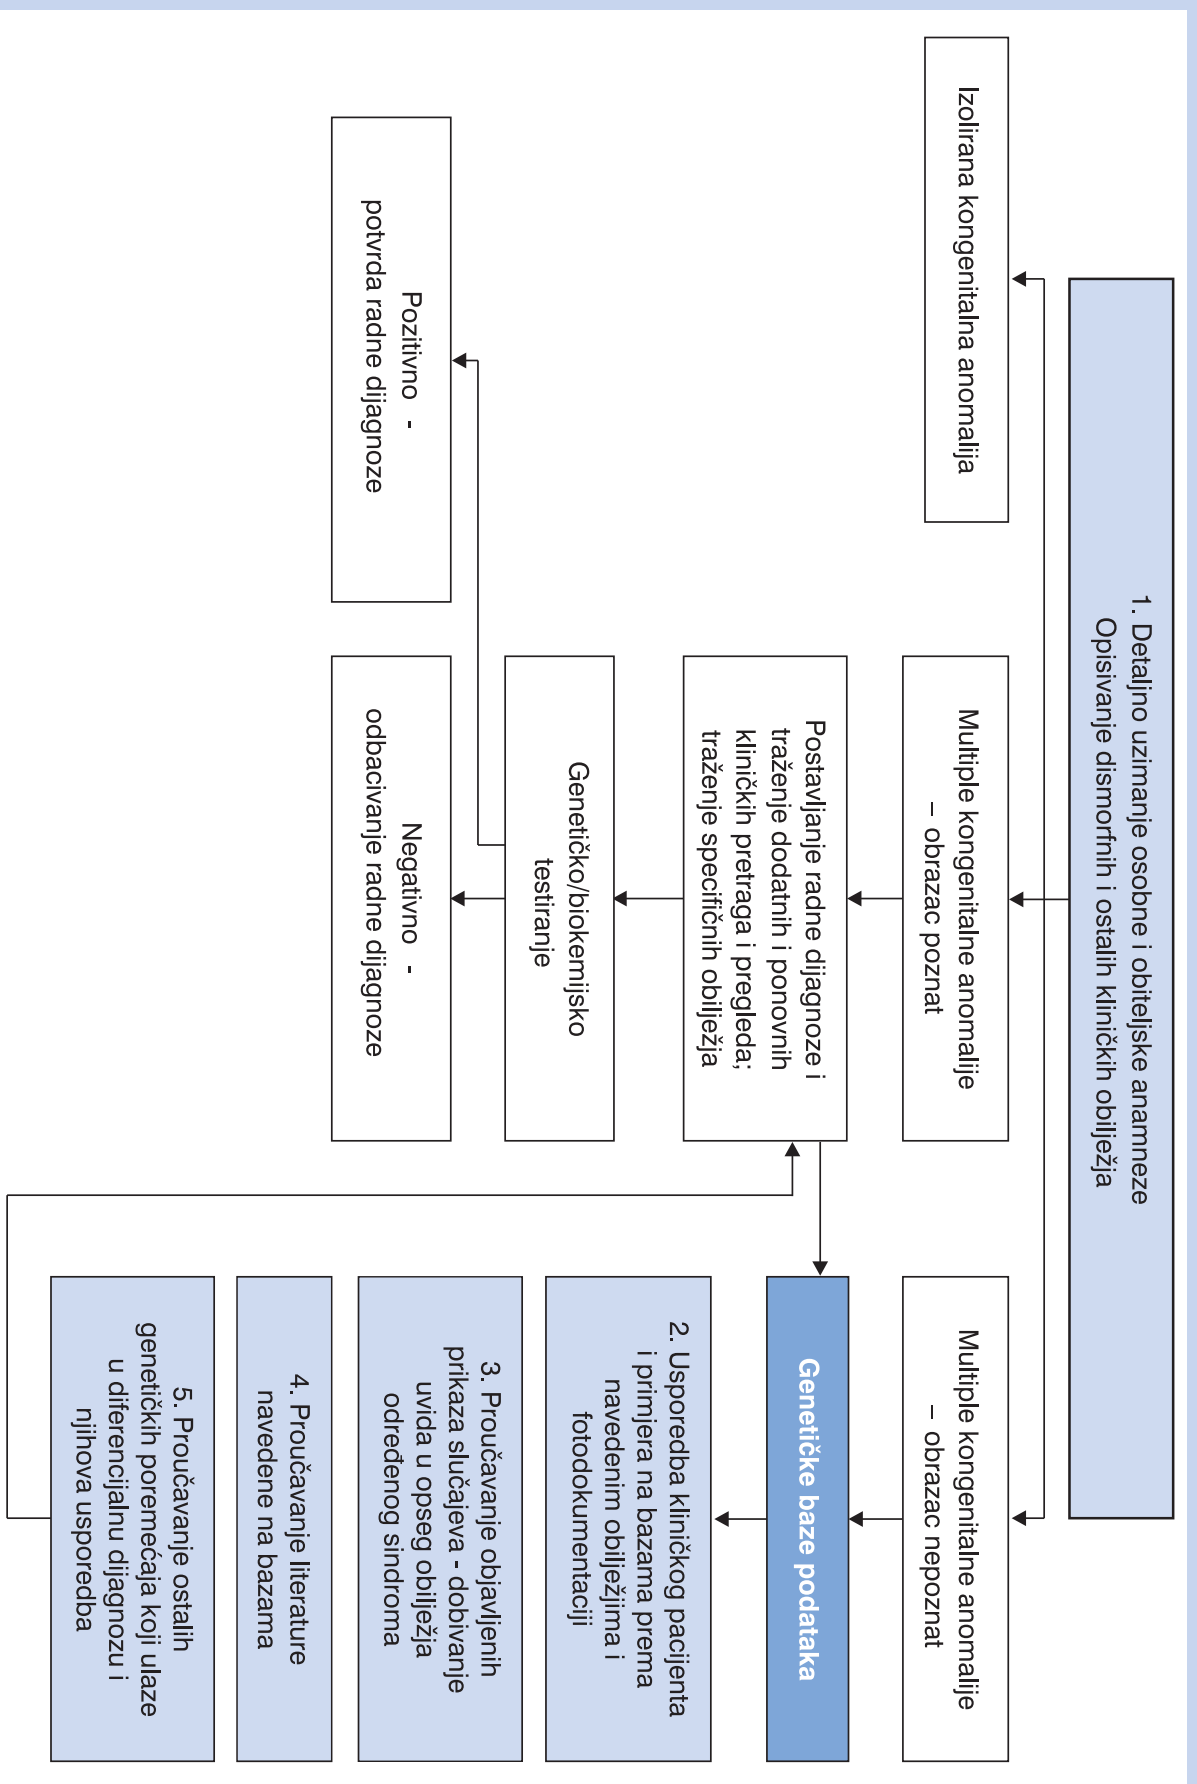 1. Detaljno uzimanje osobne i obiteljske anamneze
Opisivanje dismorfnih i ostalih kliničkih obilježja
Izolirana kongenitalna anomalija
Multiple kongenitalne anomalije
– obrazac poznat
Multiple kongenitalne anomalije
– obrazac nepoznat
Postavljanje radne dijagnoze i
traženje dodatnih i ponovnih
kliničkih pretraga i pregleda;
traženje specifičnih obilježja
Genetičke baze podataka
Genetičko/biokemijsko
testiranje
2. Usporedba kliničkog pacijenta
i primjera na bazama prema
navedenim obilježjima i
fotodokumentaciji
Pozitivno -
potvrda radne dijagnoze
Negativno -
odbacivanje radne dijagnoze
3. Proučavanje objavljenih
prikaza slučajeva - dobivanje
uvida u opseg obilježja
određenog sindroma
4. Proučavanje literature
navedene na bazama
5. Proučavanje ostalih
genetičkih poremećaja koji ulaze
u diferencijalnu dijagnozu i
njihova usporedba